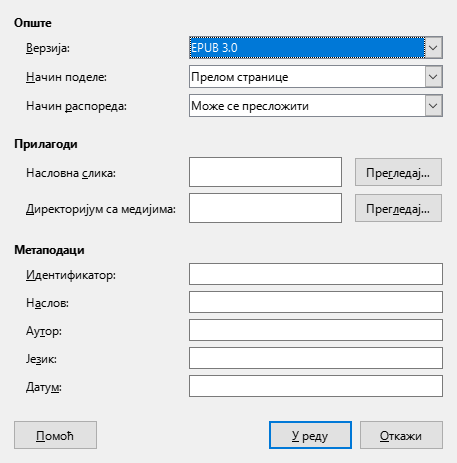 Опште
Верзија: EPUB 3.0
Начин поделе: Прелом странице
Начин распореда: Може се пресложити
Прилагоди
Насловна слика: Прегледај...
Директоријум са медијима: Прегледај...
Метаподаци
Идентификатор:
Наслов:
Аутор:
Језик:
Датум:
Помоћ У реду Откажи